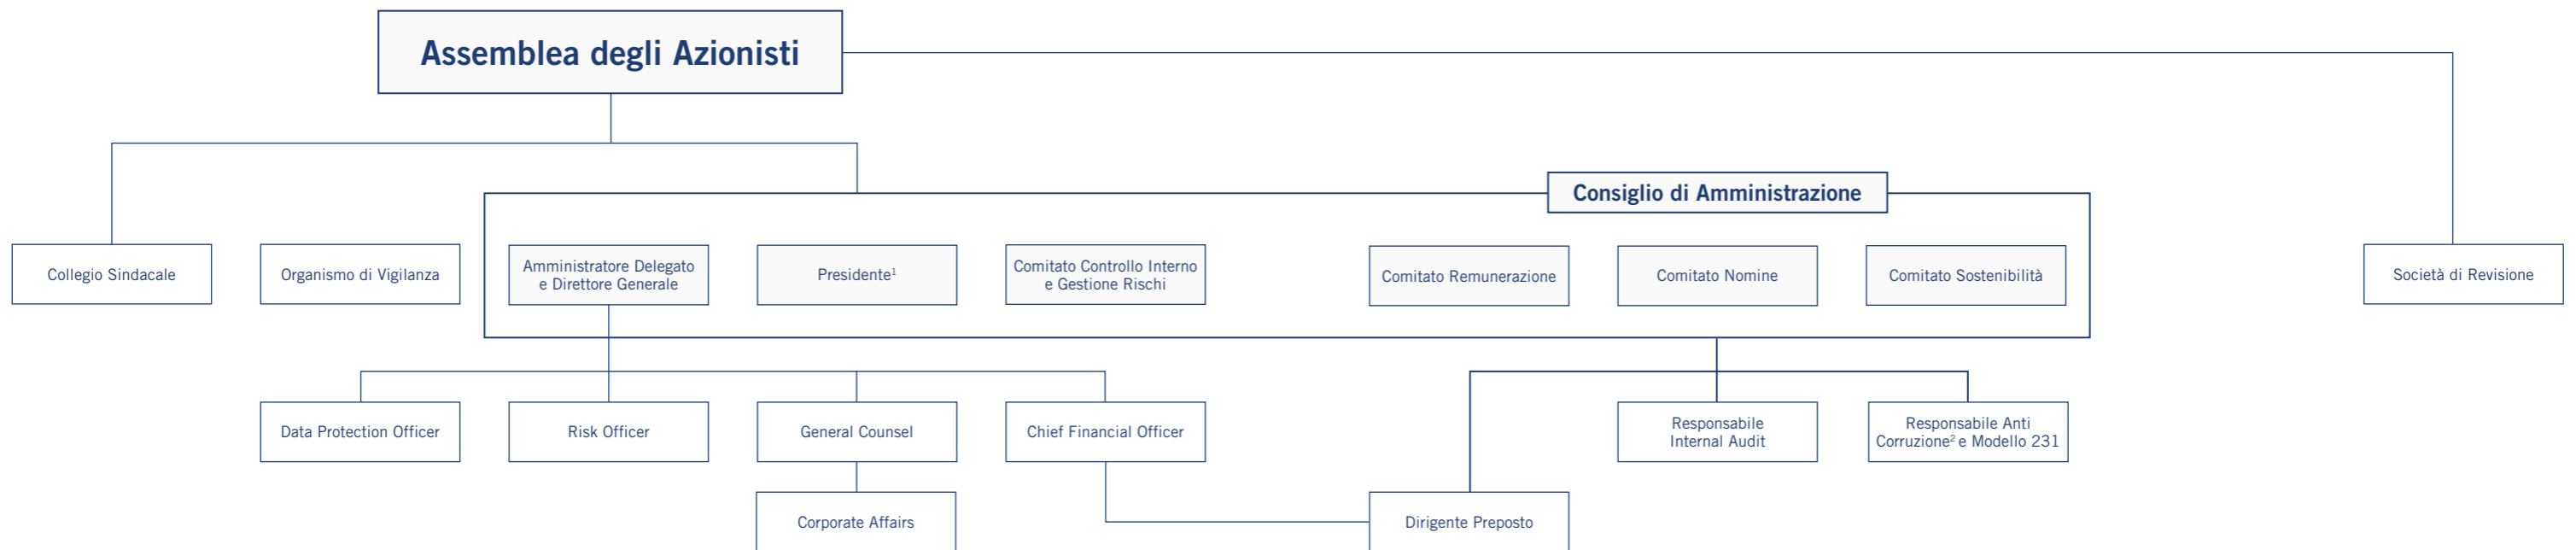 Assemblea degli Azionisti
Consiglio di Amministrazione
Collegio Sindacale
Organismo di Vigilanza
Amministratore Delegato
e Direttore Generale
Presidente¹
Comitato Controllo Interno
e Gestione Rischi
Comitato Remunerazione
Comitato Nomine
Comitato Sostenibilità
Società di Revisione
Data Protection Officer
Risk Officer
General Counsel
Chief Financial Officer
Responsabile
Internal Audit
Responsabile Anti
Corruzione² e Modello 231
Corporate Affairs
Dirigente Preposto